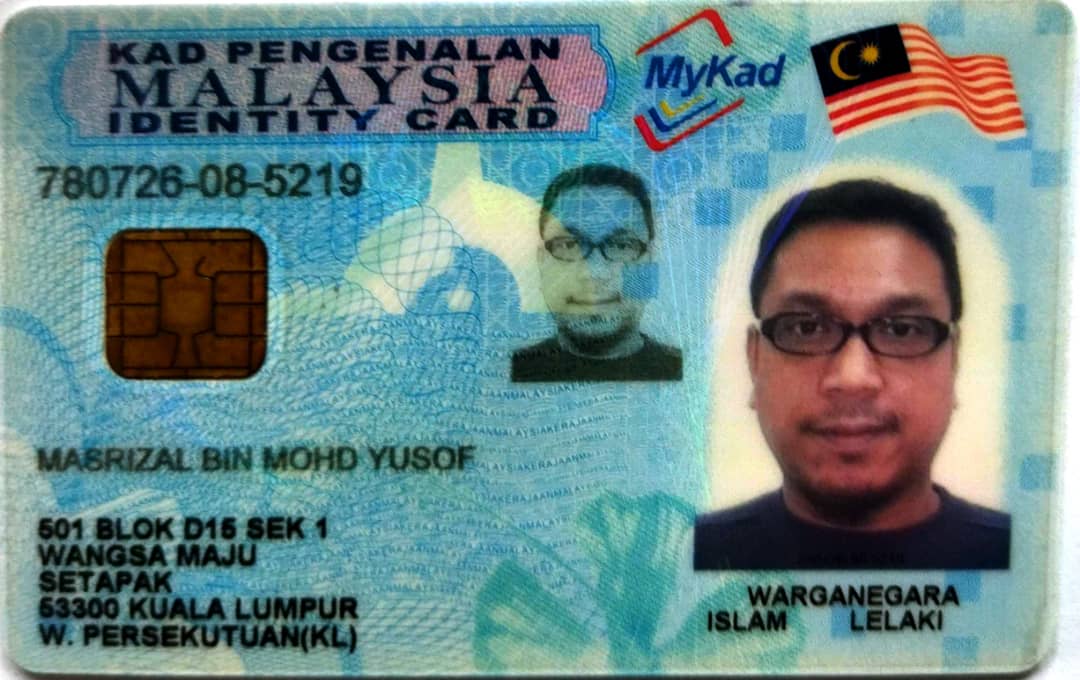 KAD PENGENALAN
MALAYSIA
IDENTITY CARD
MyKad
780726-08-5219
MASRIZAL BIN MOHD YUSOF
501 BLOK D15 SEK 1
WANGSA MAJU
SETAPAK
53300 KUALA LUMPUR
W. PERSEKUTUAN(KL)
WARGANEGARA
ISLAM LELAKI